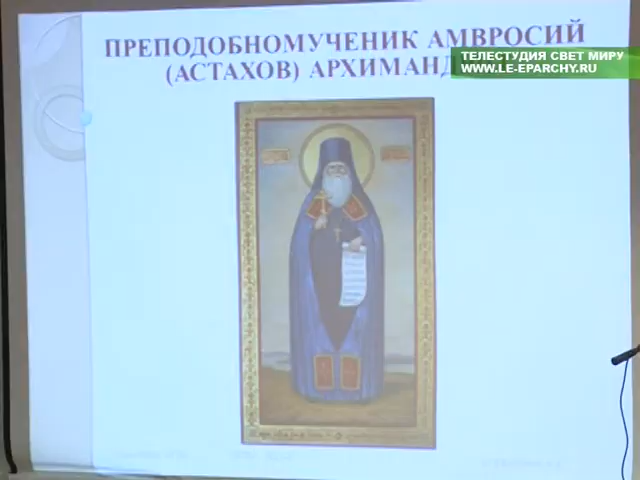 ПРЕПОДОБНОМУЧЕНИК АМВРОСИЙ
(АСТАХОВ) АРХИМАНД
ТЕЛЕСТУДИЯ СВЕТ МИРУ
WWW.LE-EPARCHY.RU